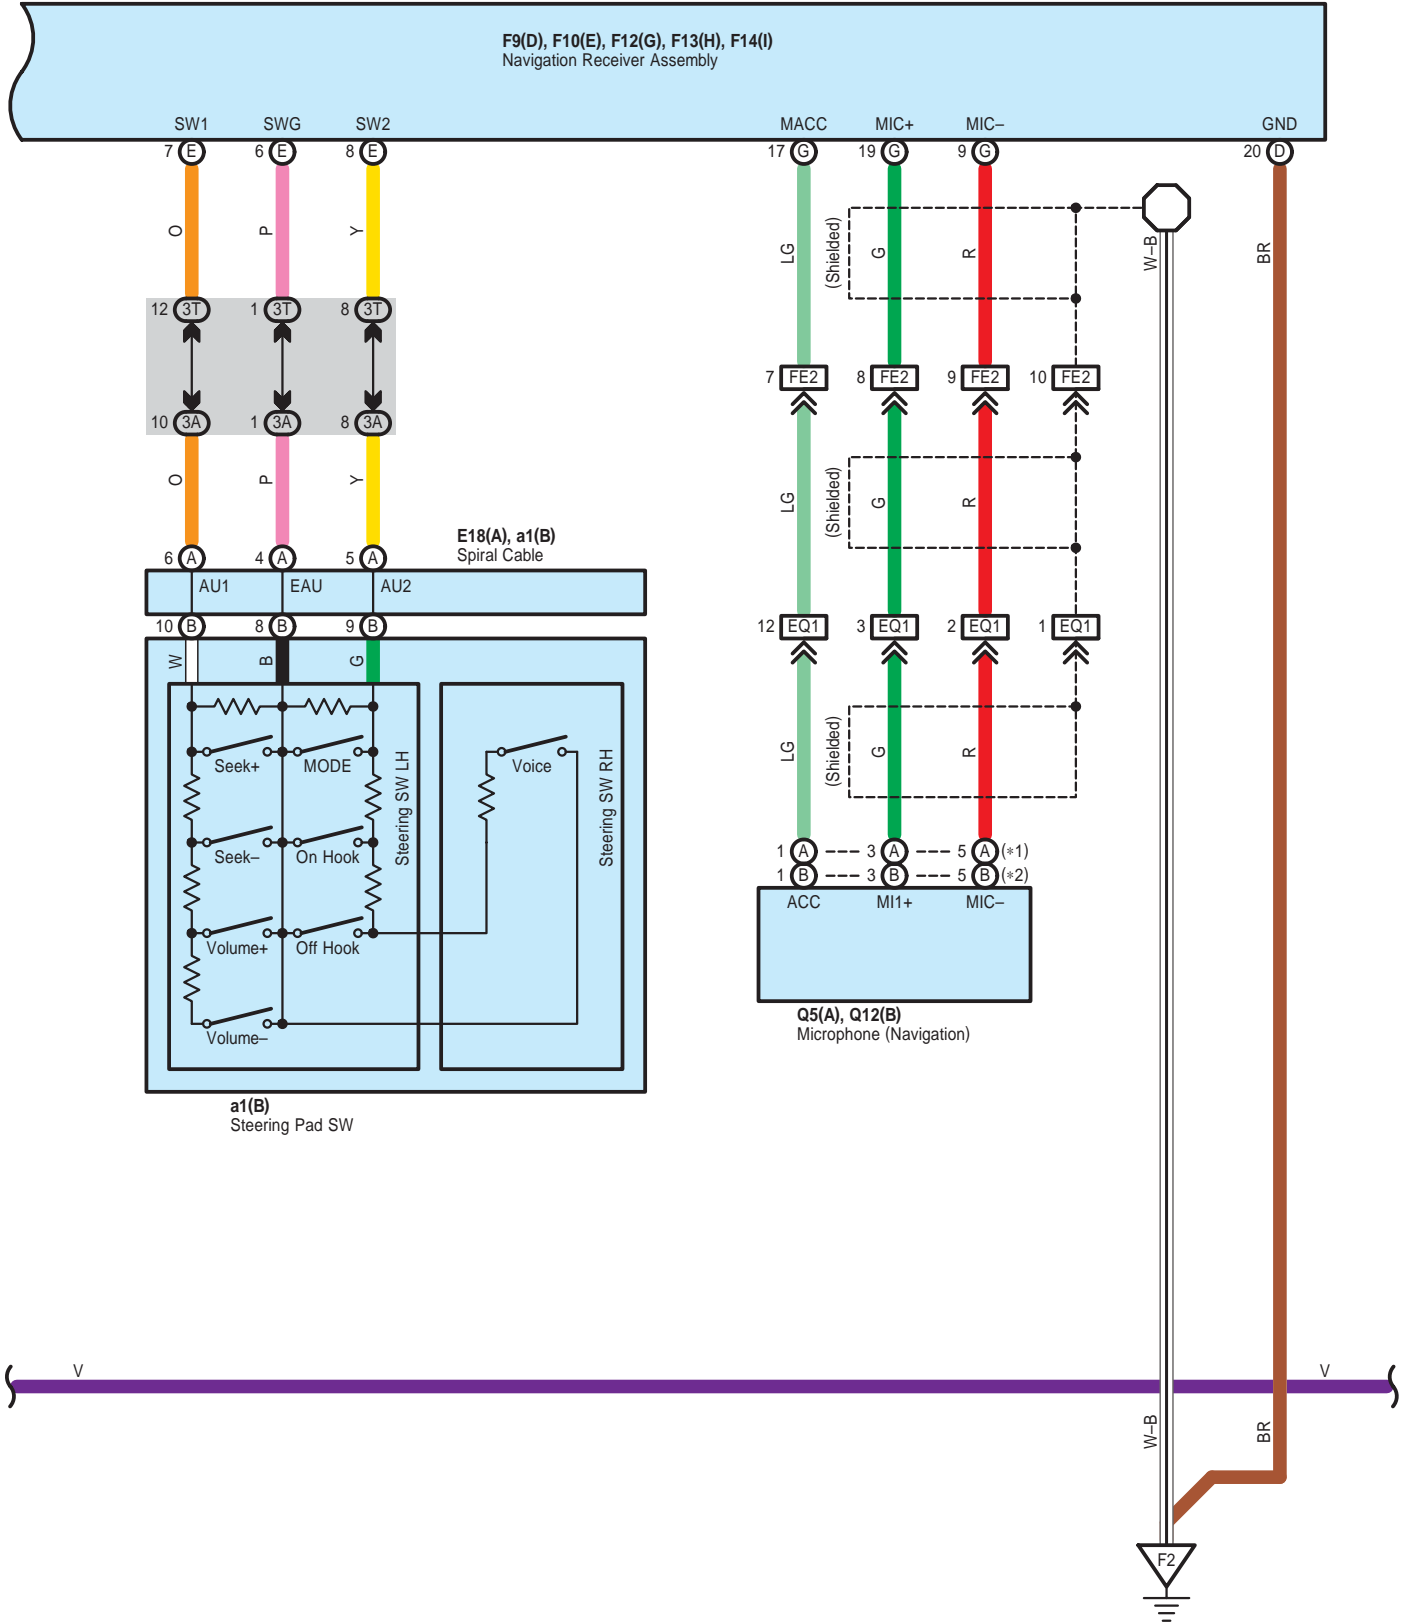 F9(D), F10(E), F12(G), F13(H), F14(I)
Navigation Receiver Assembly
SW1 SWG SW2 MACC MIC+ MIC– GND
7 E 6 E 8 E 17 G 19 G 9 G 20 D
O P Y LG (Shielded) G R W–B BR
12 3T 1 3T 8 3T
7 FE2 8 FE2 9 FE2 10 FE2
10 3A 1 3A 8 3A
O P Y LG (Shielded) G R
E18(A), a1(B)
Spiral Cable
6 A 4 A 5 A
AU1 EAU AU2
10 B 8 B 9 B 12 EQ1 3 EQ1 2 EQ1 1 EQ1
W B G
Seek+ MODE Steering SW LH Voice Steering SW RH LG (Shielded) G R
Seek– On Hook
1 A 3 A 5 A (*1)
1 B 3 B 5 B (*2)
ACC MI1+ MIC–
Volume+ Off Hook
Q5(A), Q12(B)
Microphone (Navigation)
Volume–
a1(B)
Steering Pad SW
V V
W–B BR
F2